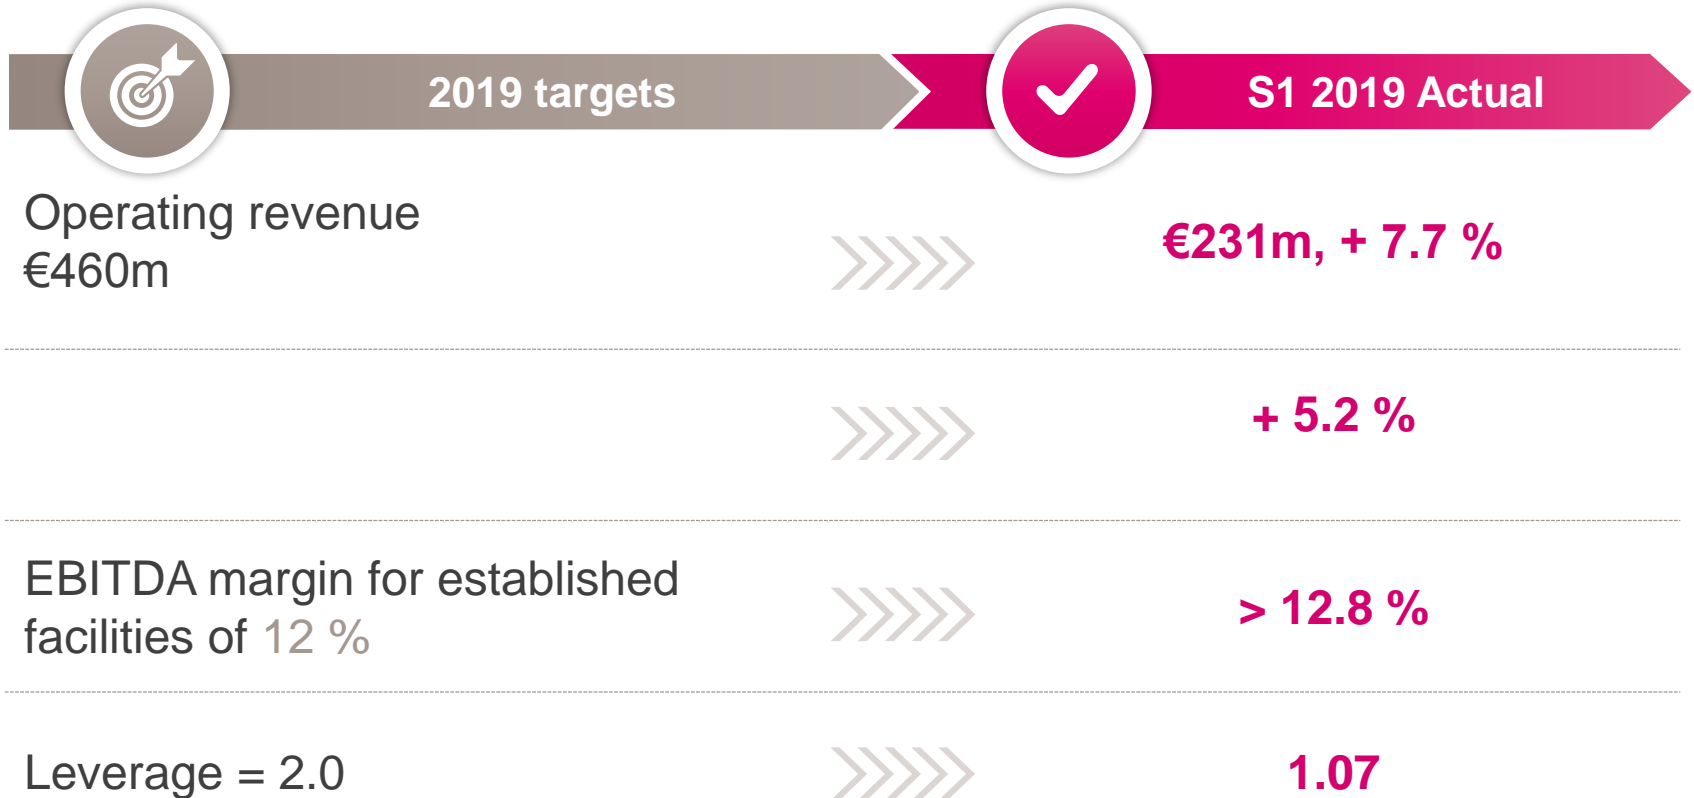 2019 targets
S1 2019 Actual
Operating revenue
€460m
€231m, + 7.7 %
+ 5.2 %
EBITDA margin for established
facilities of 12 %
> 12.8 %
Leverage = 2.0
1.07